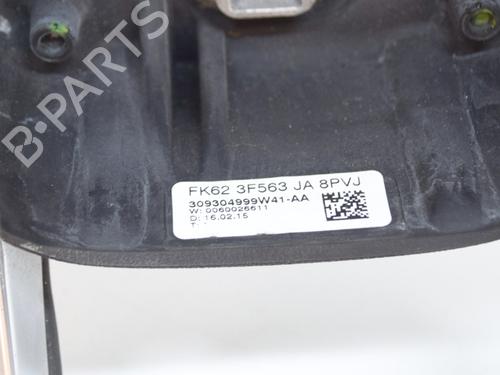 B-PARTS
FK62 3F563 JA 8PVJ
309304999W41-AA
W: 0060026611
D: 16.02.15
T: